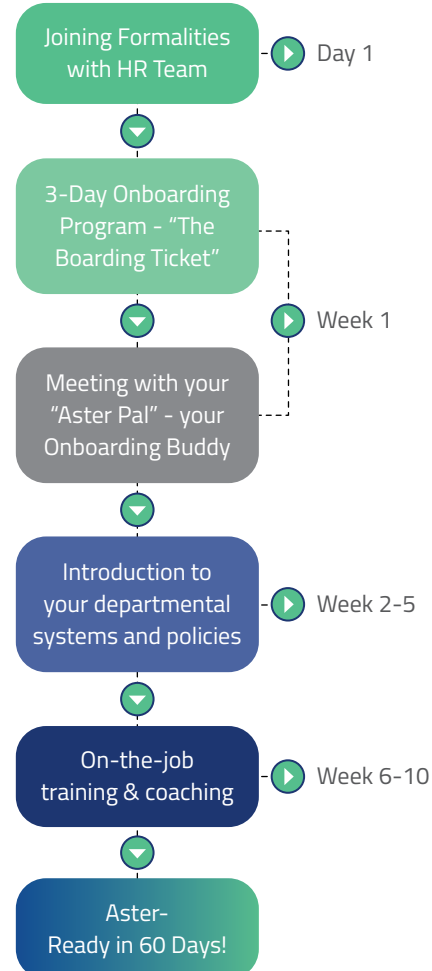 Joining Formalities
with HR Team
Day 1
3-Day Onboarding
Program - “The
Boarding Ticket”
Week 1
Meeting with your
“Aster Pal” - your
Onboarding Buddy
Introduction to
your departmental
systems and policies
Week 2-5
On-the-job
training & coaching
Week 6-10
Aster-
Ready in 60 Days!